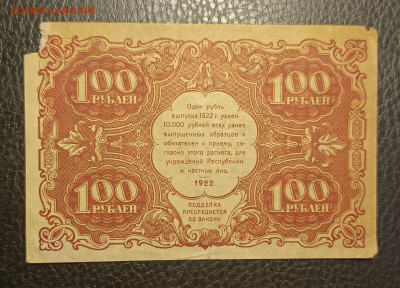 100
РУБЛЕЙ
100
РУБЛЕЙ
Один рубль
выпуска 1922 г. равен
10.000 рублей всех ранее
выпущенных образцов и
обязателен к приему, со-
гласно этого расчета, для
учреждений Республики
и частных лиц.
1922
100
РУБЛЕЙ
100
РУБЛЕЙ
ПОДДЕЛКА
ПРЕСЛЕДУЕТСЯ
ПО ЗАКОНУ